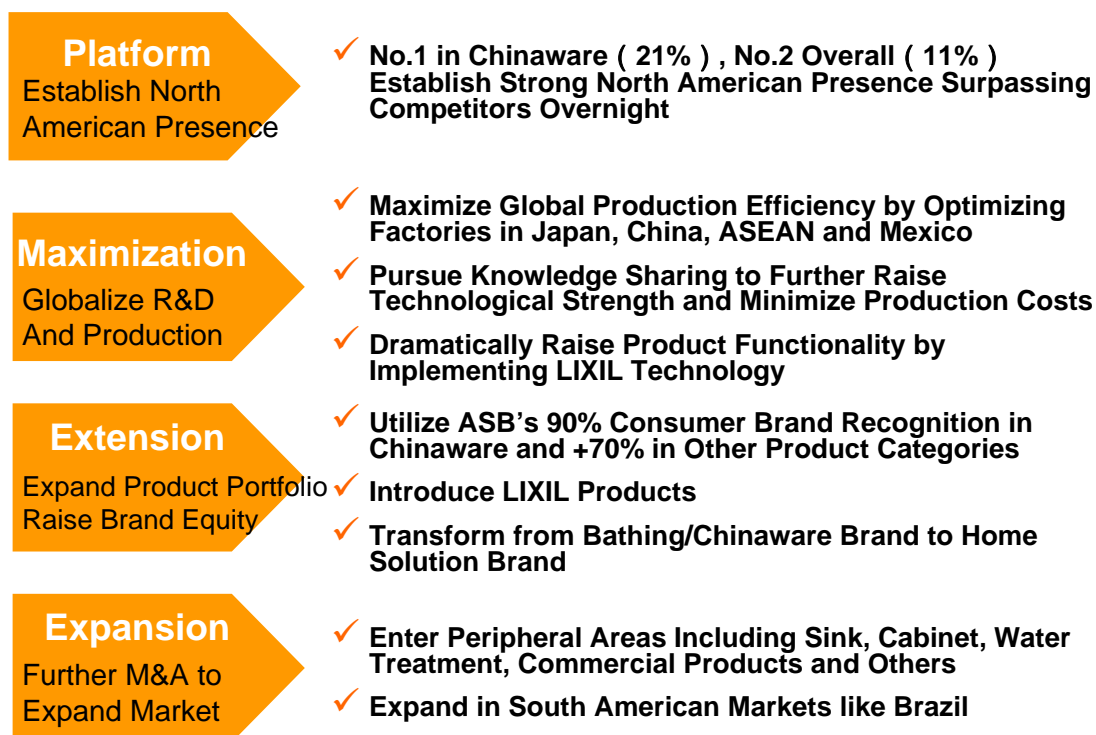 Platform
Establish North
American Presence
✓ No.1 in Chinaware（21%）, No.2 Overall（11%）
Establish Strong North American Presence Surpassing
Competitors Overnight
Maximization
Globalize R&D
And Production
✓ Maximize Global Production Efficiency by Optimizing
Factories in Japan, China, ASEAN and Mexico
✓ Pursue Knowledge Sharing to Further Raise
Technological Strength and Minimize Production Costs
✓ Dramatically Raise Product Functionality by
Implementing LIXIL Technology
Extension
Expand Product Portfolio
Raise Brand Equity
✓ Utilize ASB’s 90% Consumer Brand Recognition in
Chinaware and +70% in Other Product Categories
✓ Introduce LIXIL Products
✓ Transform from Bathing/Chinaware Brand to Home
Solution Brand
Expansion
Further M&A to
Expand Market
✓ Enter Peripheral Areas Including Sink, Cabinet, Water
Treatment, Commercial Products and Others
✓ Expand in South American Markets like Brazil